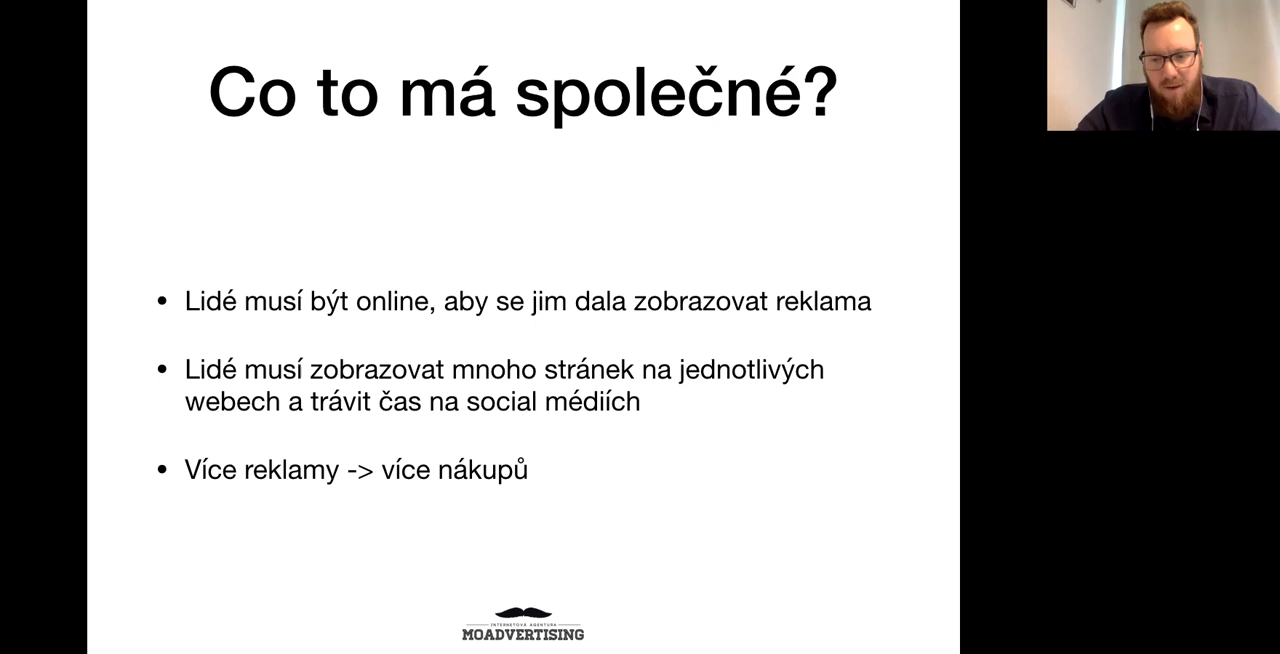 Co to má společné?
• Lidé musí být online, aby se jim dala zobrazovat reklama
• Lidé musí zobrazovat mnoho stránek na jednotlivých
webech a trávit čas na social médiích
• Více reklamy -> více nákupů
INTERNETOVÁ AGENTURA
MOADVERTISING